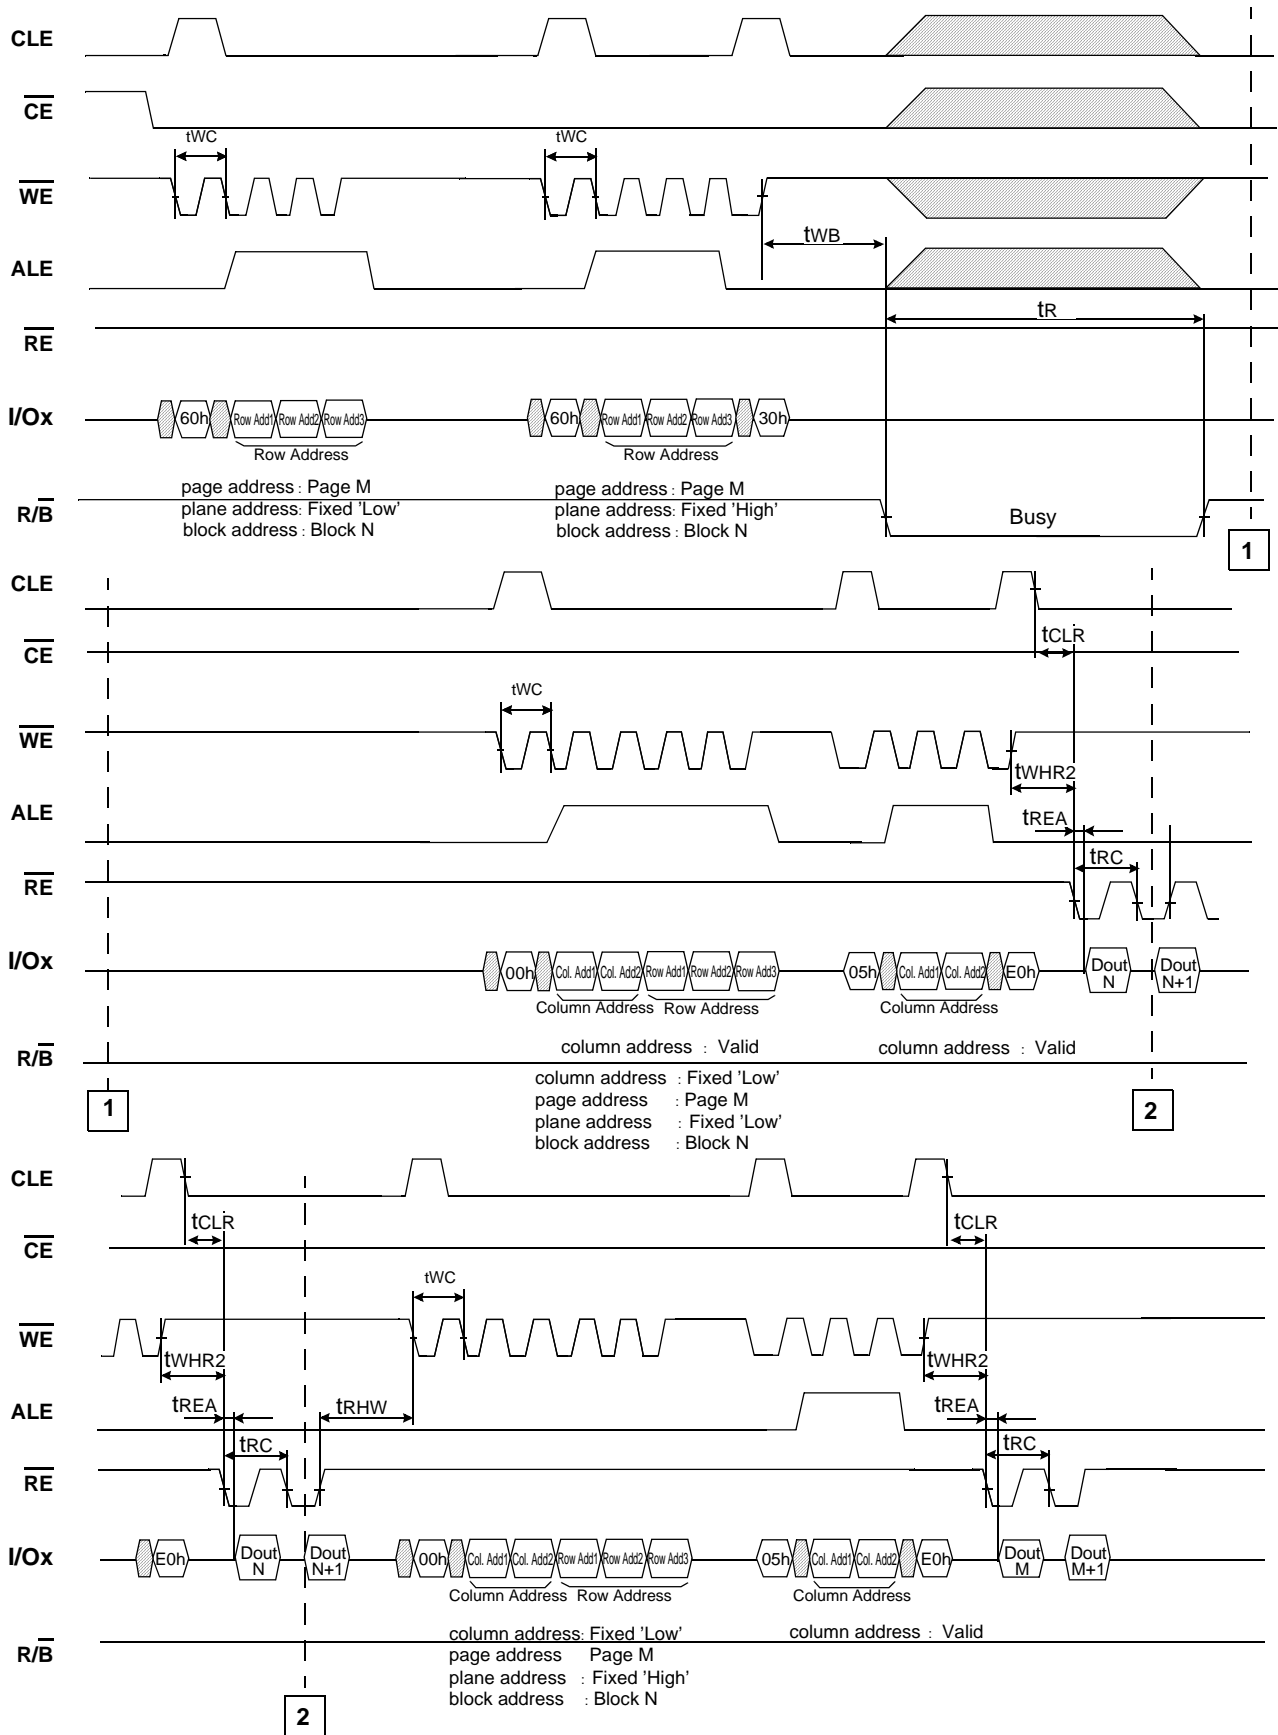 CLE
CE
tWC
tWC
WE
tWB
ALE
tR
RE
I/Ox
60h Row Add1 Row Add2 Row Add3 60h Row Add1 Row Add2 Row Add3 30h
Row Address
Row Address
page address : Page M
plane address: Fixed 'Low'
block address : Block N
page address : Page M
plane address: Fixed 'High'
block address : Block N
R/B
Busy
1
CLE
tCLR
CE
tWC
WE
tWHR2
ALE
tREA
tRC
RE
I/Ox
00h Col. Add1 Col. Add2 Row Add1 Row Add2 Row Add3 05h Col. Add1 Col. Add2 E0h Dout N Dout N+1
Column Address Row Address Column Address
column address : Valid
column address : Valid
R/B
column address : Fixed 'Low'
page address : Page M
plane address : Fixed 'Low'
block address : Block N
1
2
CLE
tCLR
tCLR
CE
tWC
WE
tWHR2
tWHR2
ALE
tREA
tRHW
tREA
tRC
tRC
RE
I/Ox
E0h Dout N Dout N+1 00h Col. Add1 Col. Add2 Row Add1 Row Add2 Row Add3 05h Col. Add1 Col. Add2 E0h Dout M Dout M+1
Column Address Row Address Column Address
column address: Fixed 'Low'
page address Page M
plane address : Fixed 'High'
block address : Block N
column address : Valid
R/B
2